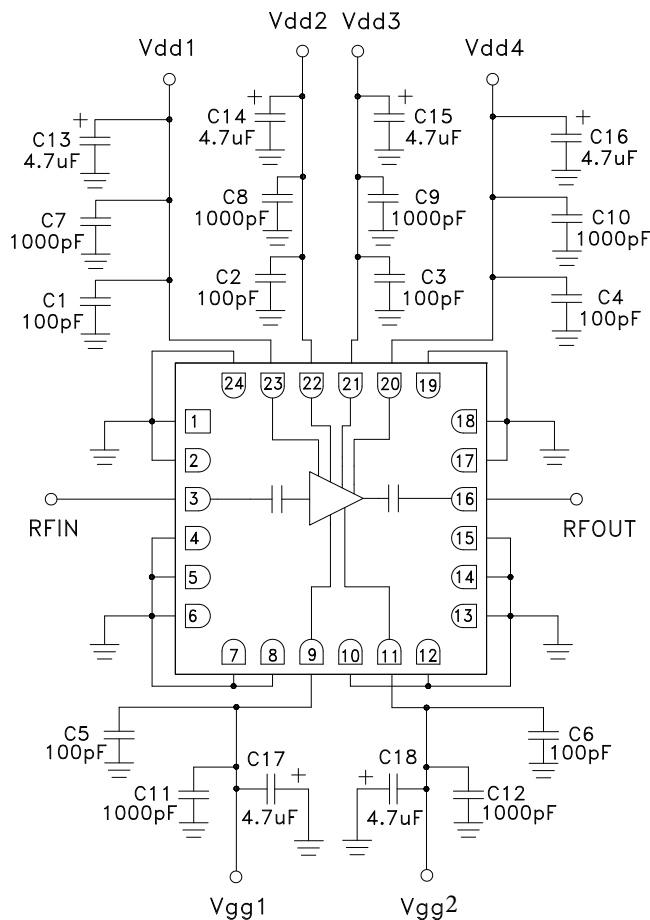 Vdd1
Vdd2
Vdd3
Vdd4
+
C13
4.7uF
+
C14
4.7uF
+
C15
4.7uF
+
C16
4.7uF
C7
1000pF
C8
1000pF
C9
1000pF
C10
1000pF
C1
100pF
C2
100pF
C3
100pF
C4
100pF
24
23
22
21
20
19
1
2
3
4
5
6
18
17
16
15
14
13
RFIN
RFOUT
7
8
9
10
11
12
C5
100pF
C17
+
4.7uF
C11
1000pF
C18
+
4.7uF
C6
100pF
C12
1000pF
Vgg1
Vgg2